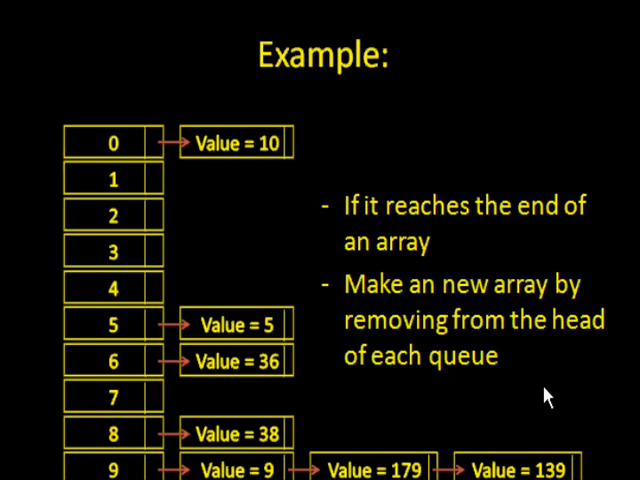 Example:
0 Value = 10
1
2
3
4
5 Value = 5
6 Value = 36
7
8 Value = 38
9 Value = 9 Value = 179 Value = 139
- If it reaches the end of
an array
- Make an new array by
removing from the head
of each queue